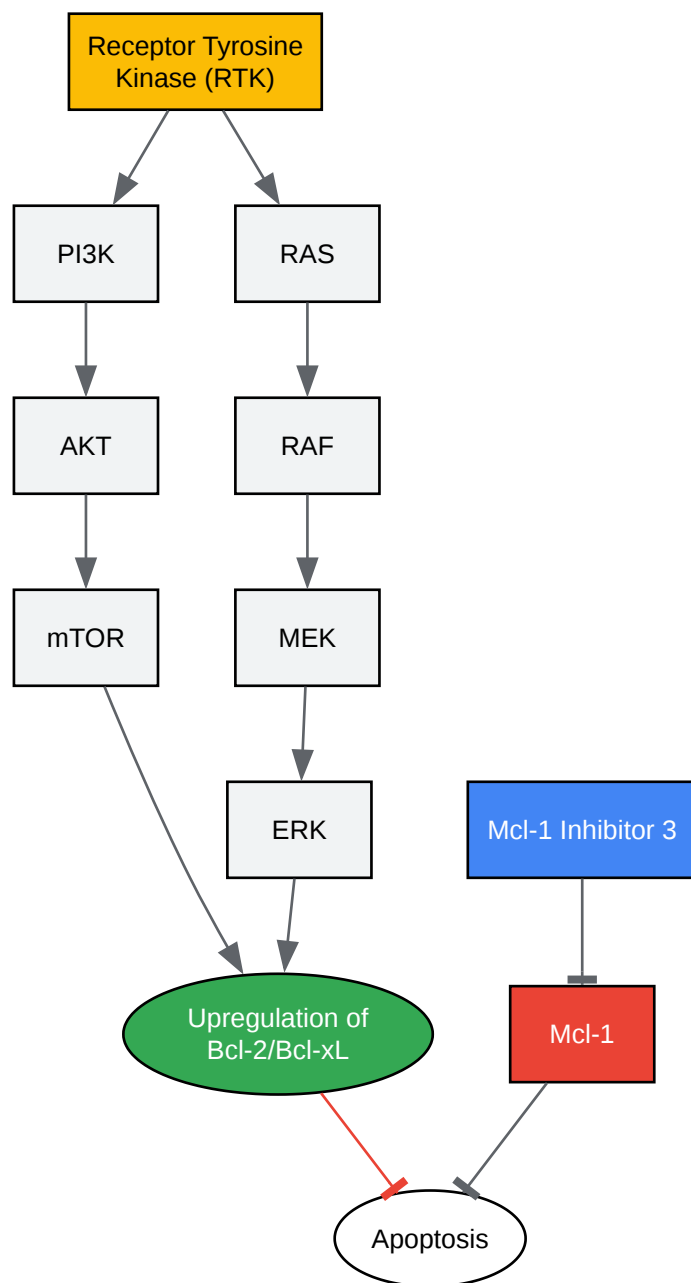 Receptor Tyrosine
Kinase (RTK)
PI3K
RAS
AKT
RAF
mTOR
MEK
ERK
Mcl-1 Inhibitor 3
Upregulation of
Bcl-2/Bcl-xL
Mcl-1
Apoptosis